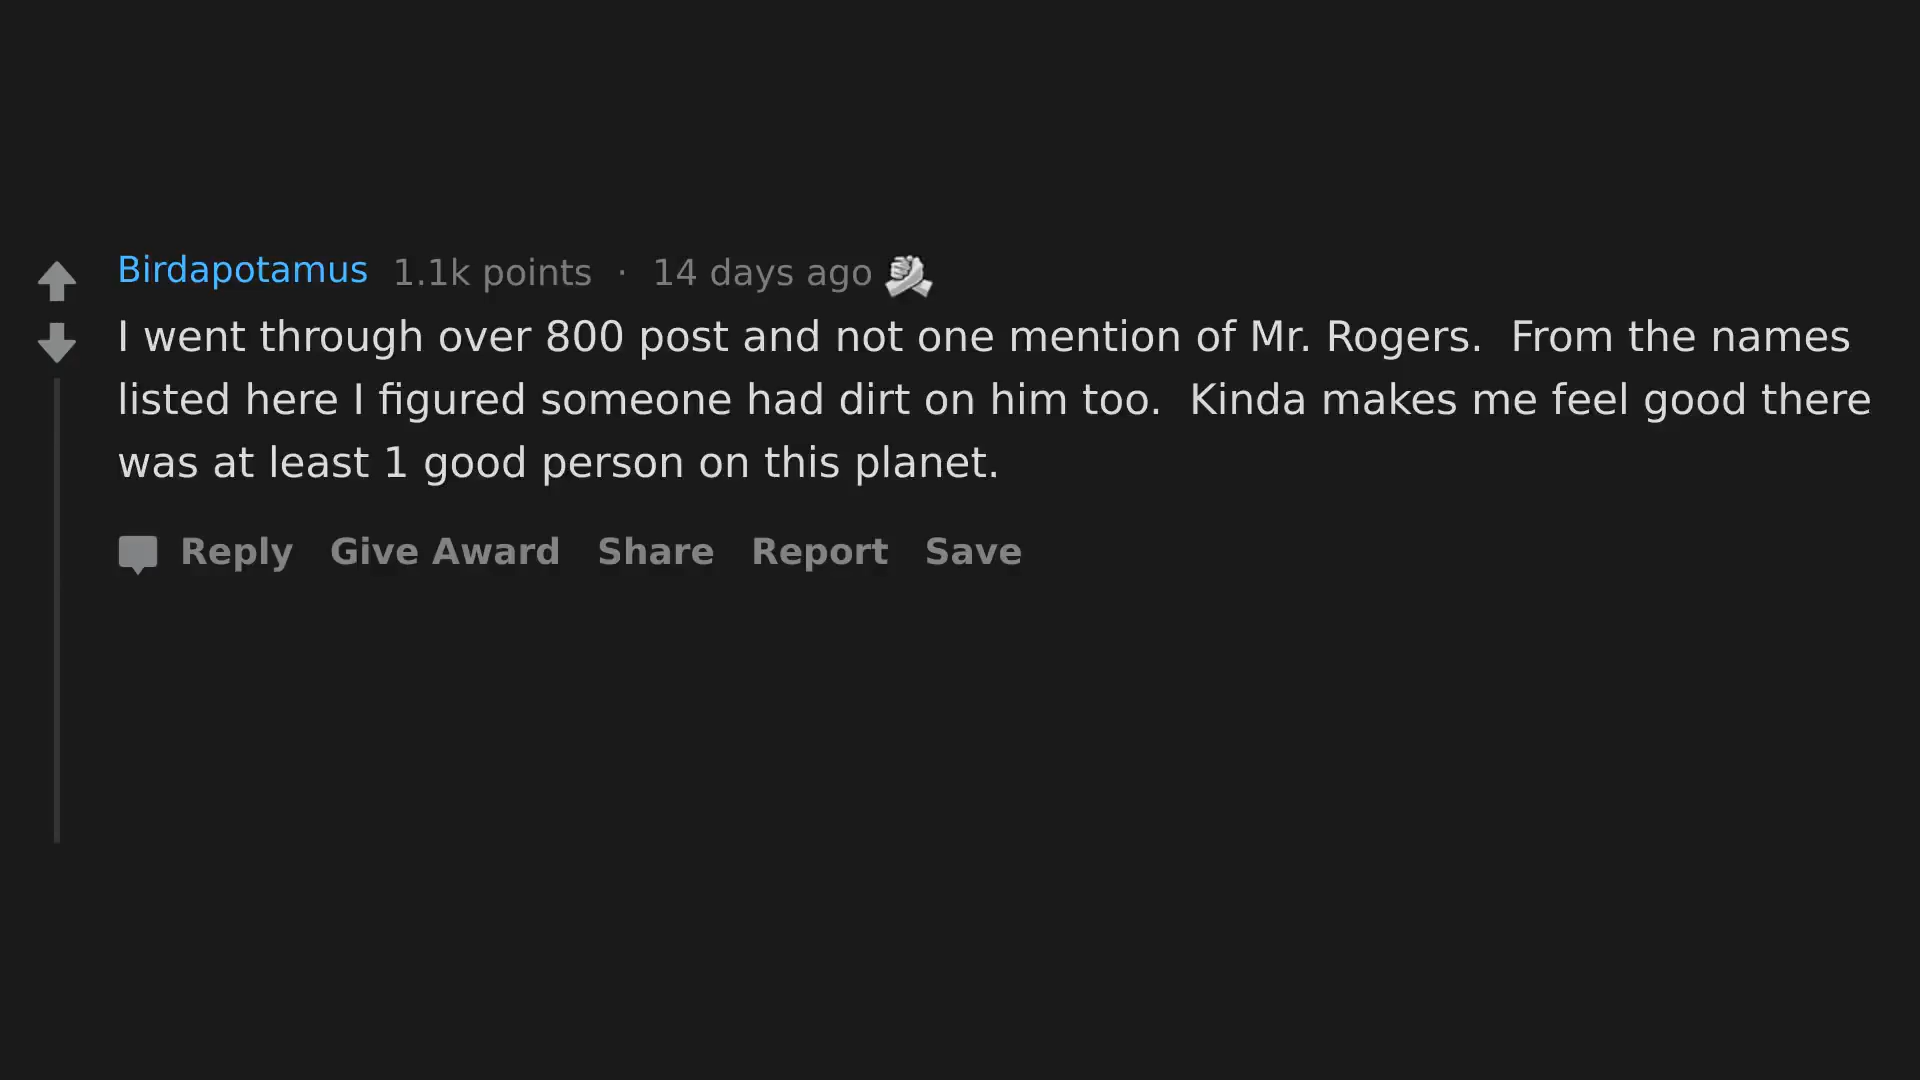 Birdapotamus 1.1k points · 14 days ago
I went through over 800 post and not one mention of Mr. Rogers.  From the names
listed here I figured someone had dirt on him too.  Kinda makes me feel good there
was at least 1 good person on this planet.
Reply Give Award Share Report Save